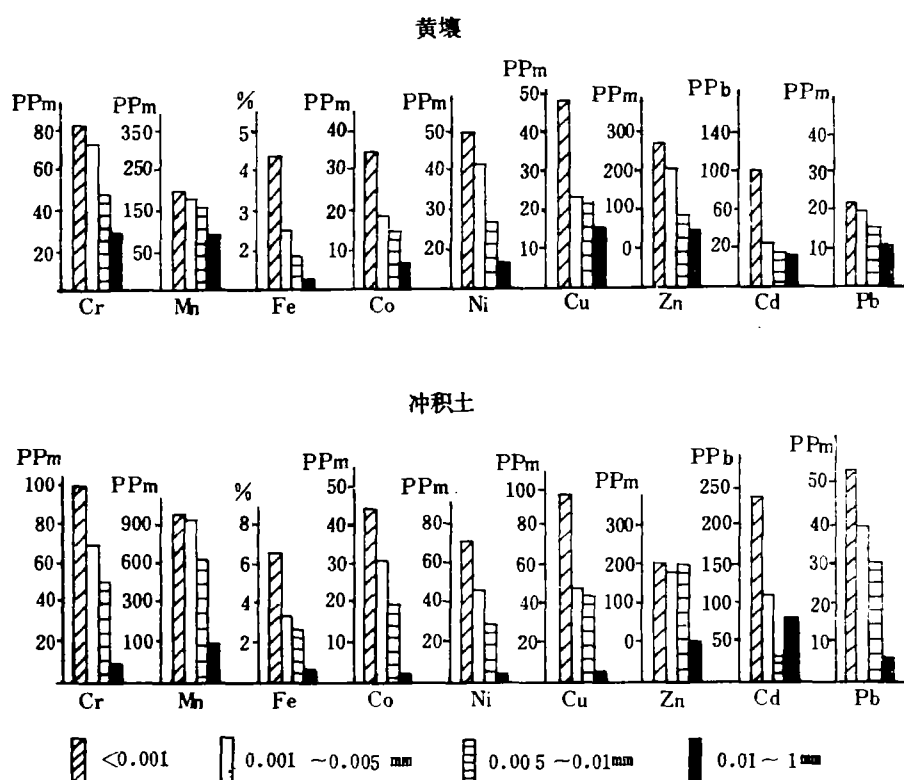 黄壤
PPm PPm % PPm PPm PPm PPm PPb PPm
80 60 40 20
350 250 150 50
5 4 3 2
40 30 20 10
50 40 30 20
50 40 30 20 10
300 200 100 0
140 100 60 20
40 30 20 10
Cr Mn Fe Co Ni Cu Zn Cd Pb
冲积土
PPm PPm % PPm PPm PPm PPm PPb PPm
100 80 60 40 20
900 600 300 100
8 6 4 2
50 40 30 20 10
80 60 40 20
100 80 60 40 20
300 200 100 0
250 200 150 100 50
50 40 30 20 10
Cr Mn Fe Co Ni Cu Zn Cd Pb
<0.001 0.001 ~0.005 mm 0.005 ~0.01mm 0.01~1mm